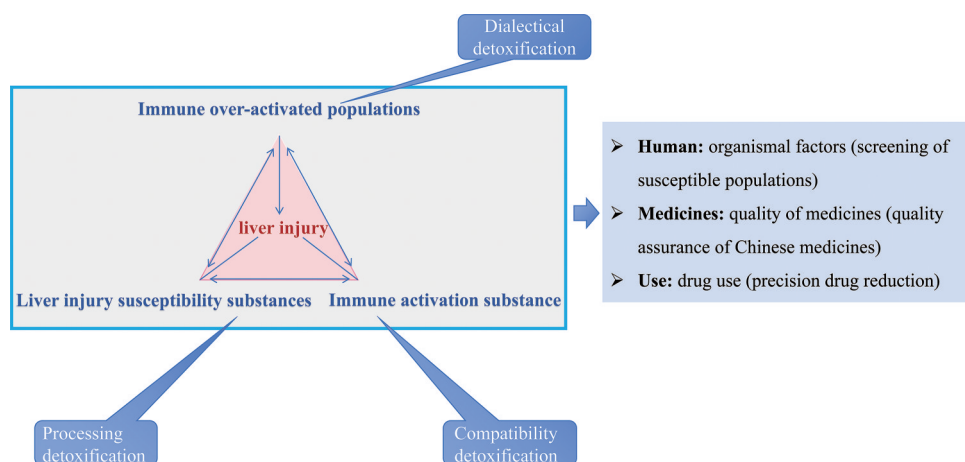 Dialectical
detoxification
Immune over-activated populations
liver injury
Liver injury susceptibility substances
Immune activation substance
➢ Human: organismal factors (screening of
susceptible populations)
➢ Medicines: quality of medicines (quality
assurance of Chinese medicines)
➢ Use: drug use (precision drug reduction)
Processing
detoxification
Compatibility
detoxification